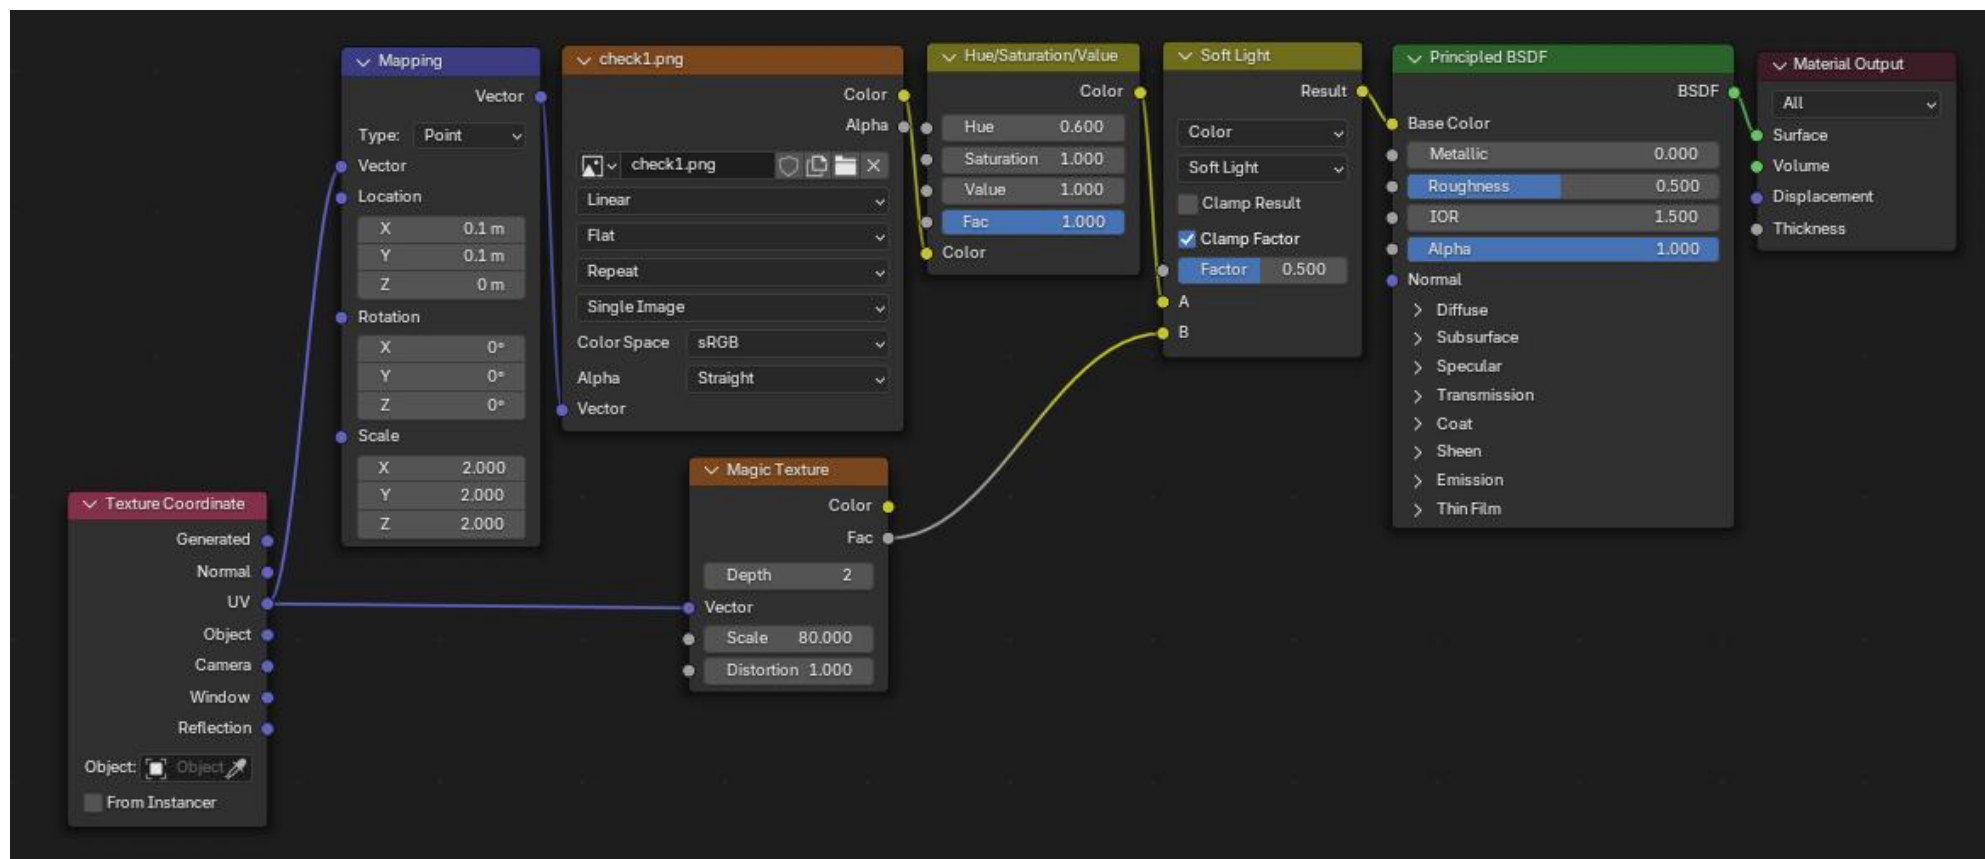 Mapping
Vector
Type: Point
Vector
Location
X 0.1 m
Y 0.1 m
Z 0 m
Rotation
X 0°
Y 0°
Z 0°
Scale
X 2.000
Y 2.000
Z 2.000
check1.png
Color
Alpha
check1.png
Linear
Flat
Repeat
Single Image
Color Space sRGB
Alpha Straight
Vector
Hue/Saturation/Value
Color
Hue 0.600
Saturation 1.000
Value 1.000
Fac 1.000
Color
Soft Light
Result
Color
Soft Light
Clamp Result
Clamp Factor
Factor 0.500
A
B
Principled BSDF
BSDF
Base Color
Metallic 0.000
Roughness 0.500
IOR 1.500
Alpha 1.000
Normal
Diffuse
Subsurface
Specular
Transmission
Coat
Sheen
Emission
Thin Film
Material Output
All
Surface
Volume
Displacement
Thickness
Texture Coordinate
Generated
Normal
UV
Object
Camera
Window
Reflection
Object: Object
From Instancer
Magic Texture
Color
Fac
Depth 2
Vector
Scale 80.000
Distortion 1.000